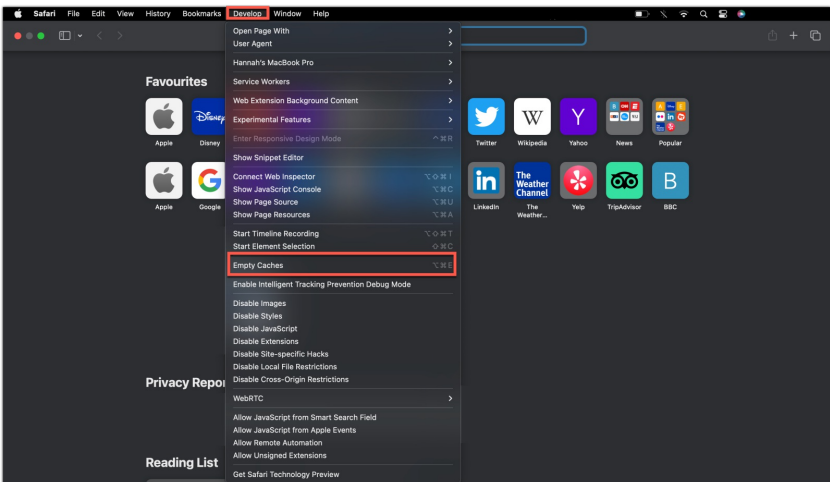 Safari File Edit View History Bookmarks Develop Window Help
Open Page With
User Agent
Hannah's MacBook Pro
Service Workers
Web Extension Background Content
Experimental Features
Enter Responsive Design Mode ^⌘R
Show Snippet Editor
Connect Web Inspector ⌥⇧⌘I
Show JavaScript Console ⌥⌘C
Show Page Source ⌥⌘U
Show Page Resources ⌥⌘A
Start Timeline Recording ⌥⇧⌘T
Start Element Selection ⇧⌘C
Empty Caches ⌥⌘E
Enable Intelligent Tracking Prevention Debug Mode
Disable Images
Disable Styles
Disable JavaScript
Disable Extensions
Disable Site-specific Hacks
Disable Local File Restrictions
Disable Cross-Origin Restrictions
WebRTC
Allow JavaScript from Smart Search Field
Allow JavaScript from Apple Events
Allow Remote Automation
Allow Unsigned Extensions
Get Safari Technology Preview
Favourites
Disney
W
Y
Apple Disney Twitter Wikipedia Yahoo News Popular
G
in
The
Weather
Channel
B
Apple Google LinkedIn The Yelp TripAdvisor BBC
Weather...
Privacy Repor
Reading List